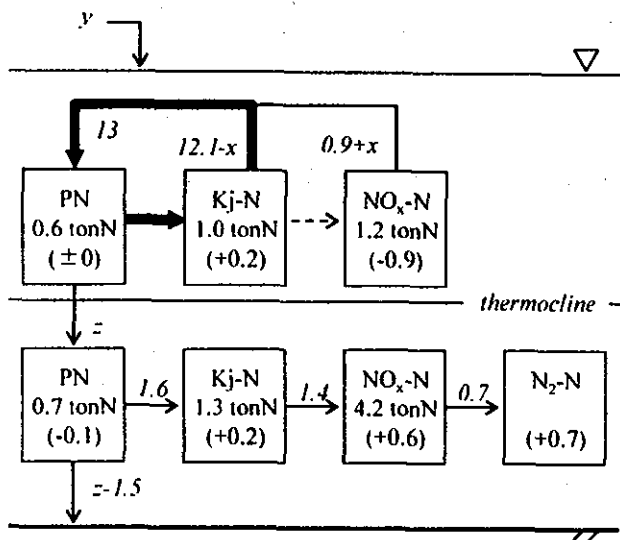 y
13
12.1-x
0.9+x
PN
0.6 tonN
(±0)
Kj-N
1.0 tonN
(+0.2)
NOₓ-N
1.2 tonN
(-0.9)
thermocline
z
PN
0.7 tonN
(-0.1)
1.6
Kj-N
1.3 tonN
(+0.2)
1.4
NOₓ-N
4.2 tonN
(+0.6)
0.7
N₂-N
(+0.7)
z-1.5